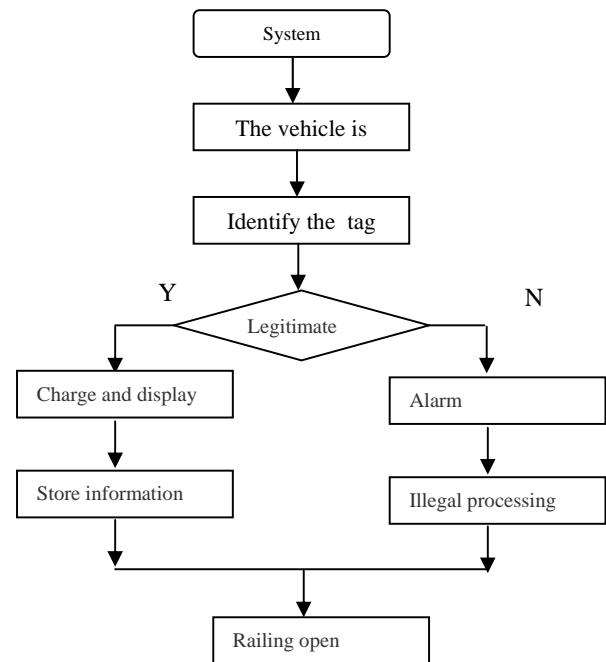 System
The vehicle is
Identify the tag
Y
N
Legitimate
Charge and display
Alarm
Store information
Illegal processing
Railing open